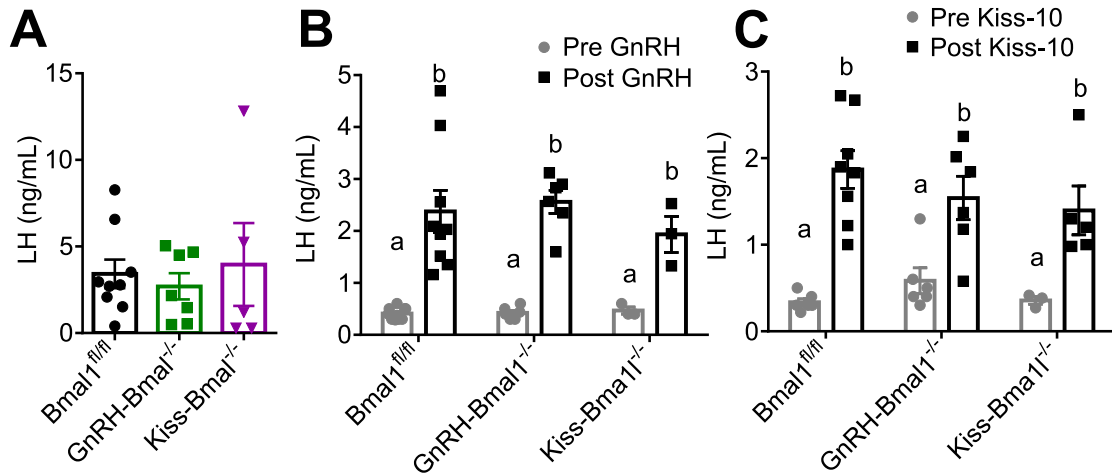 A
LH (ng/mL)
15
10
5
0
Bmal1fl/fl
GnRH-Bmal-/-
Kiss-Bmal-/-
B
Pre GnRH
Post GnRH
LH (ng/mL)
5
4
3
2
1
0
a
b
a
b
a
b
Bmal1fl/fl
GnRH-Bmal1-/-
Kiss-Bma1l-/-
C
Pre Kiss-10
Post Kiss-10
LH (ng/mL)
3
2
1
0
a
b
a
b
a
b
Bmal1fl/fl
GnRH-Bmal1-/-
Kiss-Bma1l-/-